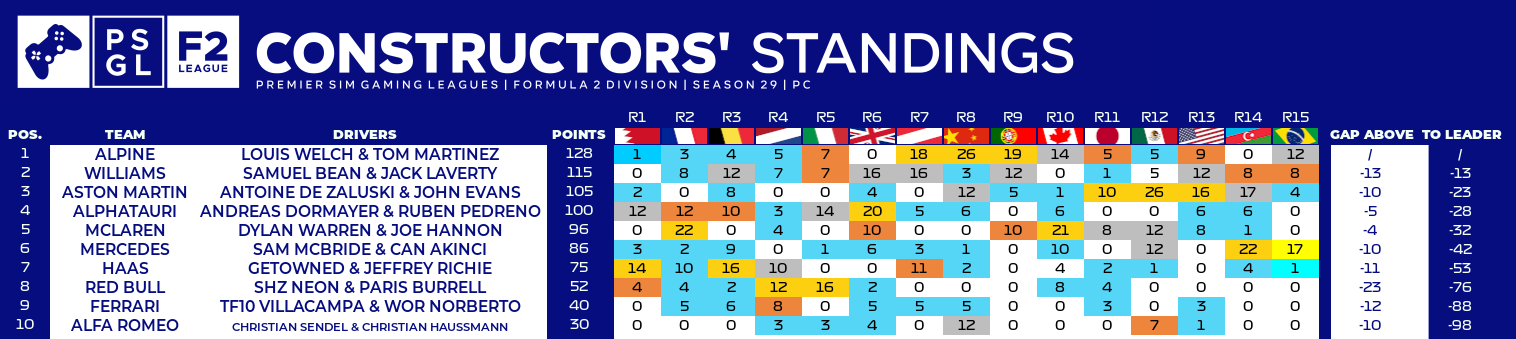 PS
GL
F2
LEAGUE
CONSTRUCTORS' STANDINGS
PREMIER SIM GAMING LEAGUES | FORMULA 2 DIVISION | SEASON 29 | PC
R1 R2 R3 R4 R5 R6 R7 R8 R9 R10 R11 R12 R13 R14 R15
POS. TEAM DRIVERS POINTS GAP ABOVE TO LEADER
1 ALPINE LOUIS WELCH & TOM MARTINEZ 128 1 3 4 5 7 0 18 26 19 14 5 5 9 0 12 / /
2 WILLIAMS SAMUEL BEAN & JACK LAVERTY 115 0 8 12 7 7 16 16 3 12 0 1 5 12 8 8 -13 -13
3 ASTON MARTIN ANTOINE DE ZALUSKI & JOHN EVANS 105 2 0 8 0 0 4 0 12 5 1 10 26 16 17 4 -10 -23
4 ALPHATAURI ANDREAS DORMAYER & RUBEN PEDRENO 100 12 12 10 3 14 20 5 6 0 6 0 0 6 6 0 -5 -28
5 MCLAREN DYLAN WARREN & JOE HANNON 96 0 22 0 4 0 10 0 0 10 21 8 12 8 1 0 -4 -32
6 MERCEDES SAM MCBRIDE & CAN AKINCI 86 3 2 9 0 1 6 3 1 0 10 0 12 0 22 17 -10 -42
7 HAAS GETOWNED & JEFFREY RICHIE 75 14 10 16 10 0 0 11 2 0 4 2 1 0 4 1 -11 -53
8 RED BULL SHZ NEON & PARIS BURRELL 52 4 4 2 12 16 2 0 0 0 8 4 0 0 0 0 -23 -76
9 FERRARI TF10 VILLACAMPA & WOR NORBERTO 40 0 5 6 8 0 5 5 5 0 0 3 0 3 0 0 -12 -88
10 ALFA ROMEO CHRISTIAN SENDEL & CHRISTIAN HAUSSMANN 30 0 0 0 3 3 4 0 12 0 0 0 7 1 0 0 -10 -98